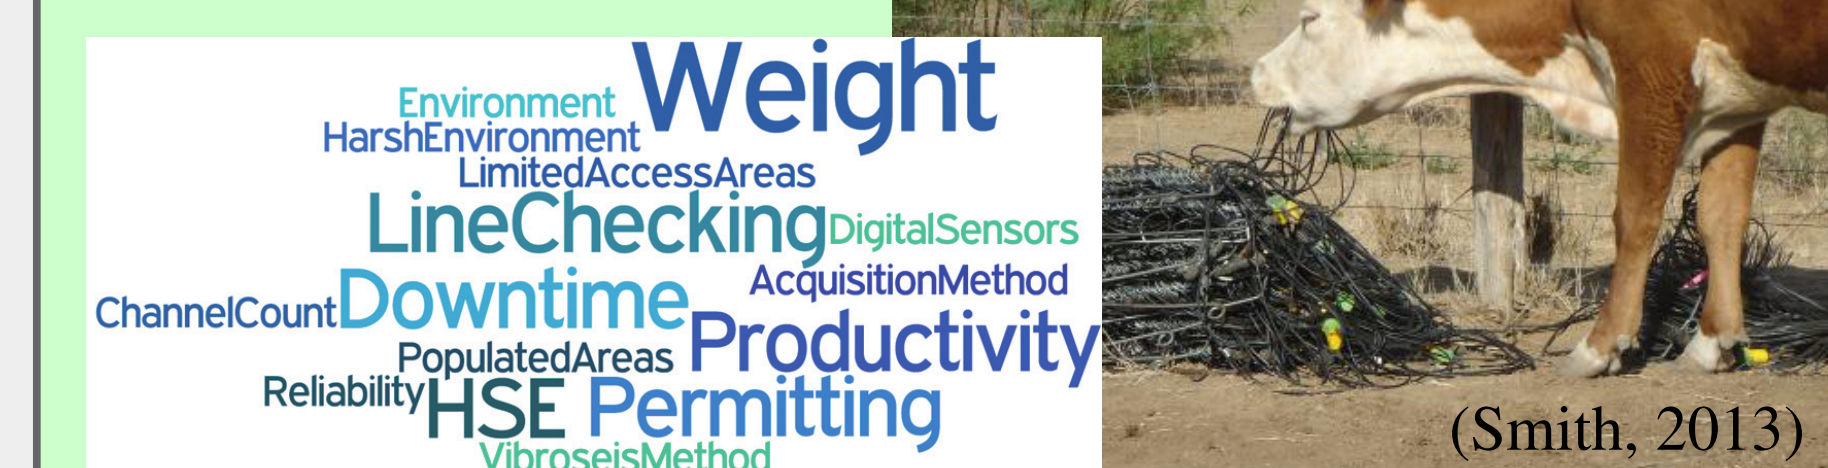 Weight
Environment
HarshEnvironment
LimitedAccessAreas
LineChecking
DigitalSensors
AcquisitionMethod
ChannelCount
Downtime
Productivity
PopulatedAreas
Reliability
HSE
Permitting
VibroseisMethod
(Smith, 2013)